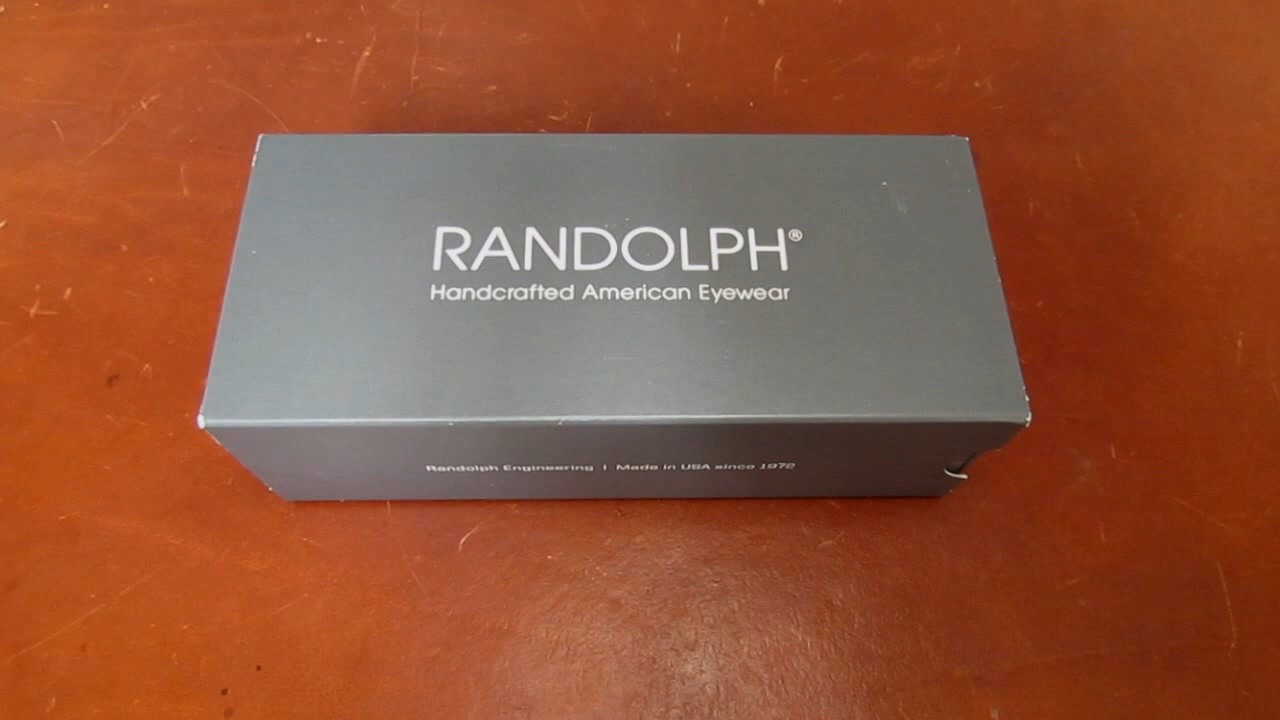 RANDOLPH®
Handcrafted American Eyewear
Randolph Engineering | Made in USA since 1972